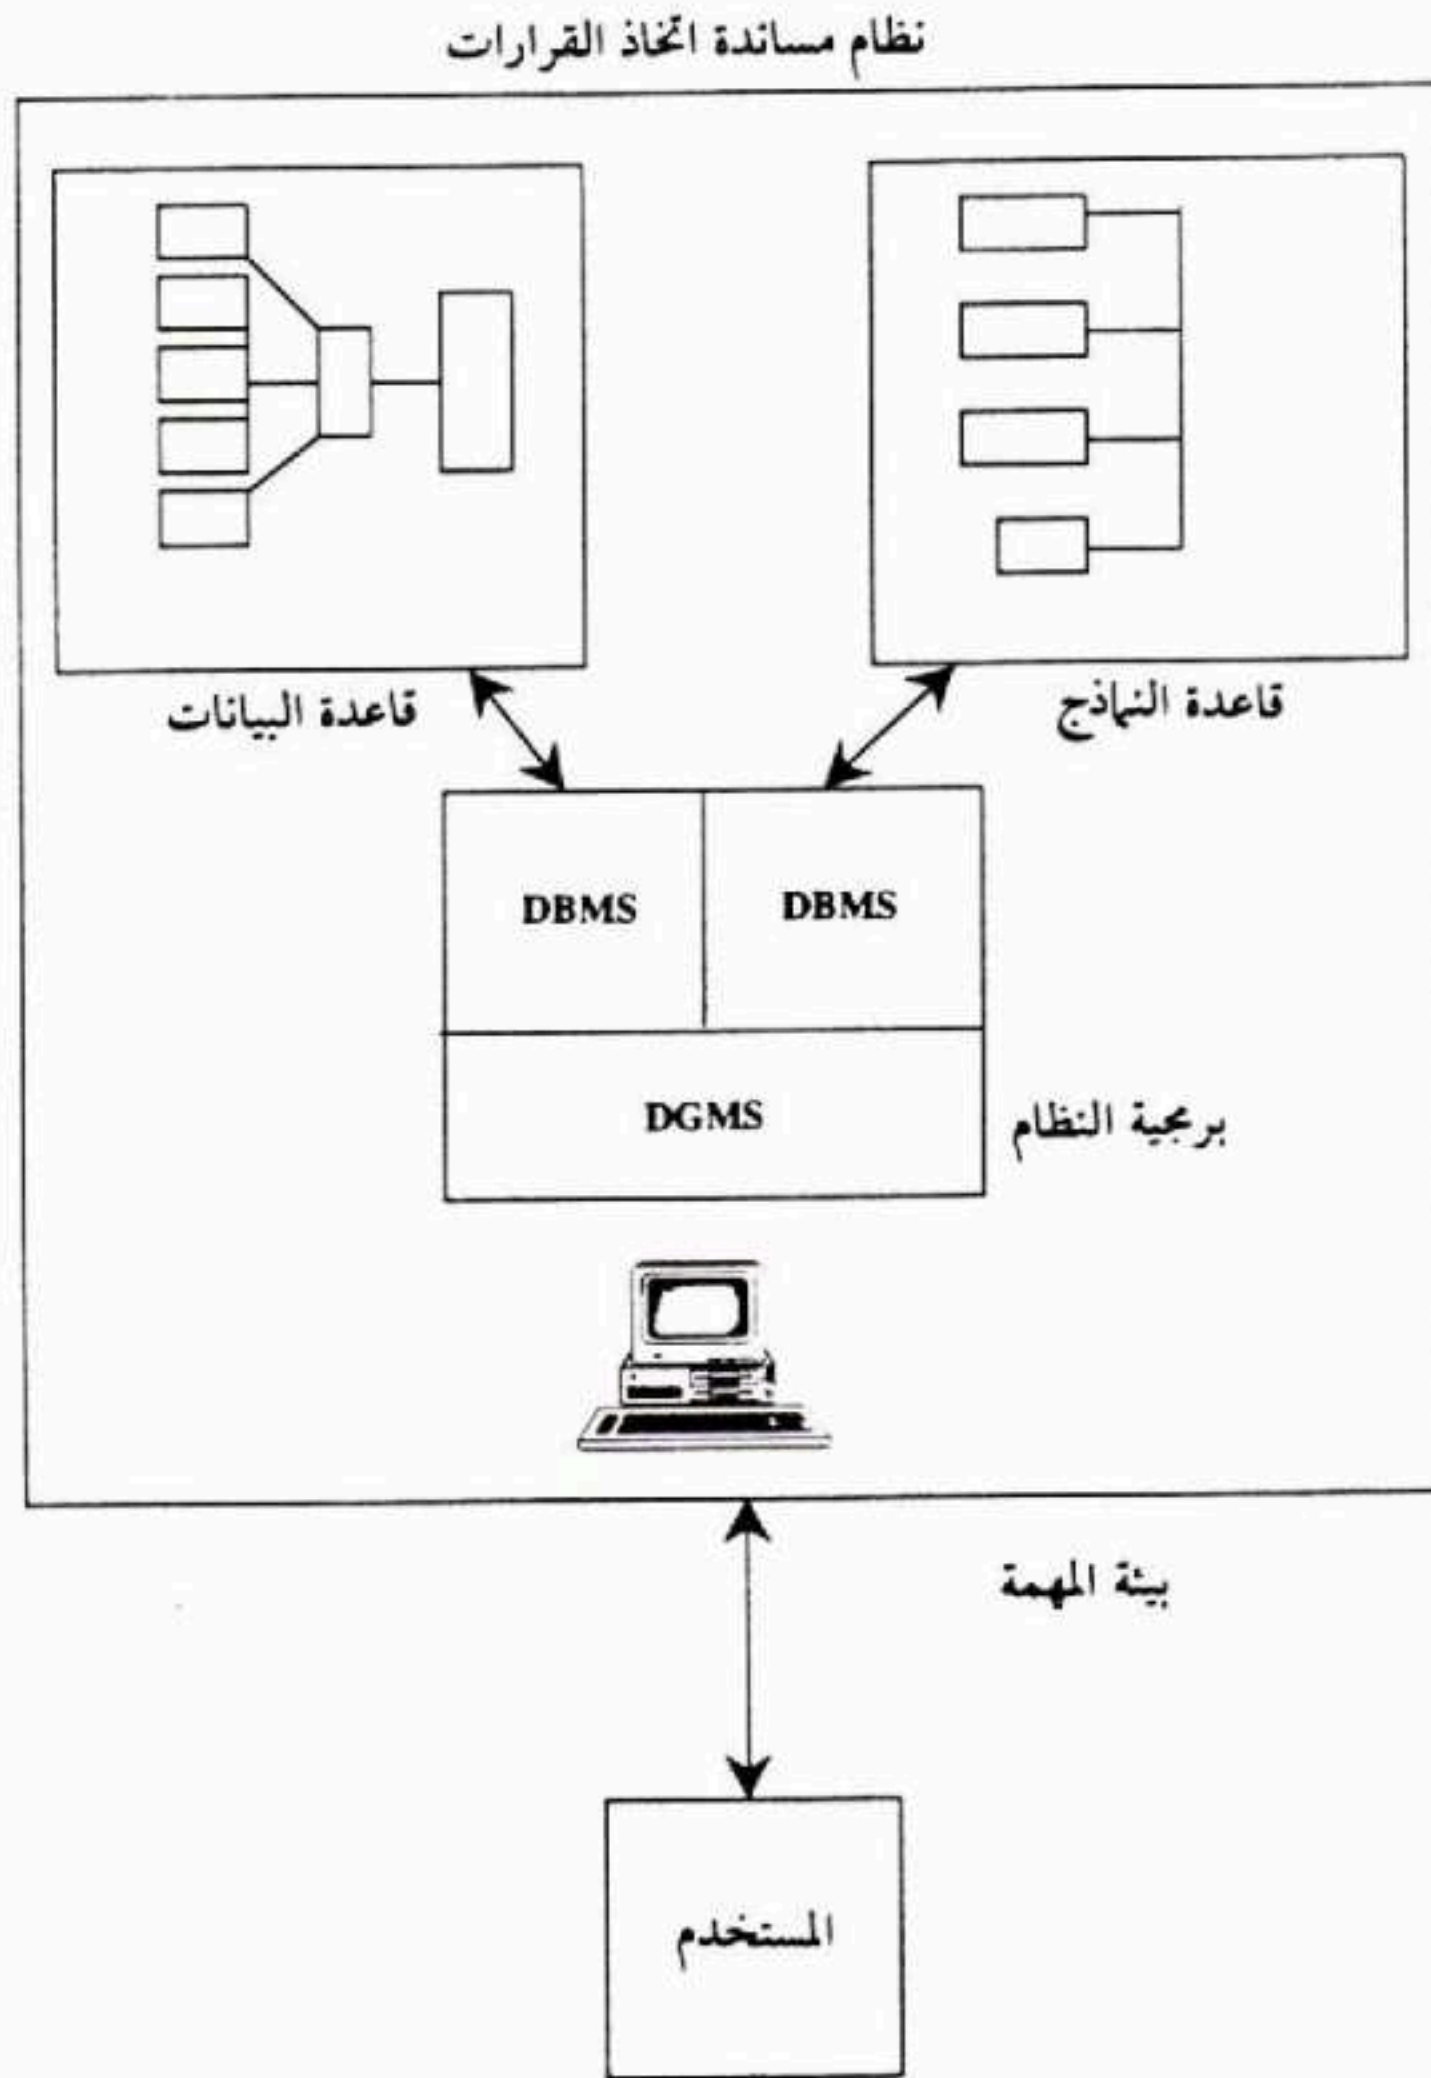 نظام مساندة اتخاذ القرارات
قاعدة النماذج
قاعدة البيانات
DBMS
DBMS
DGMS
برمجية النظام
بيئة المهمة
المستخدم